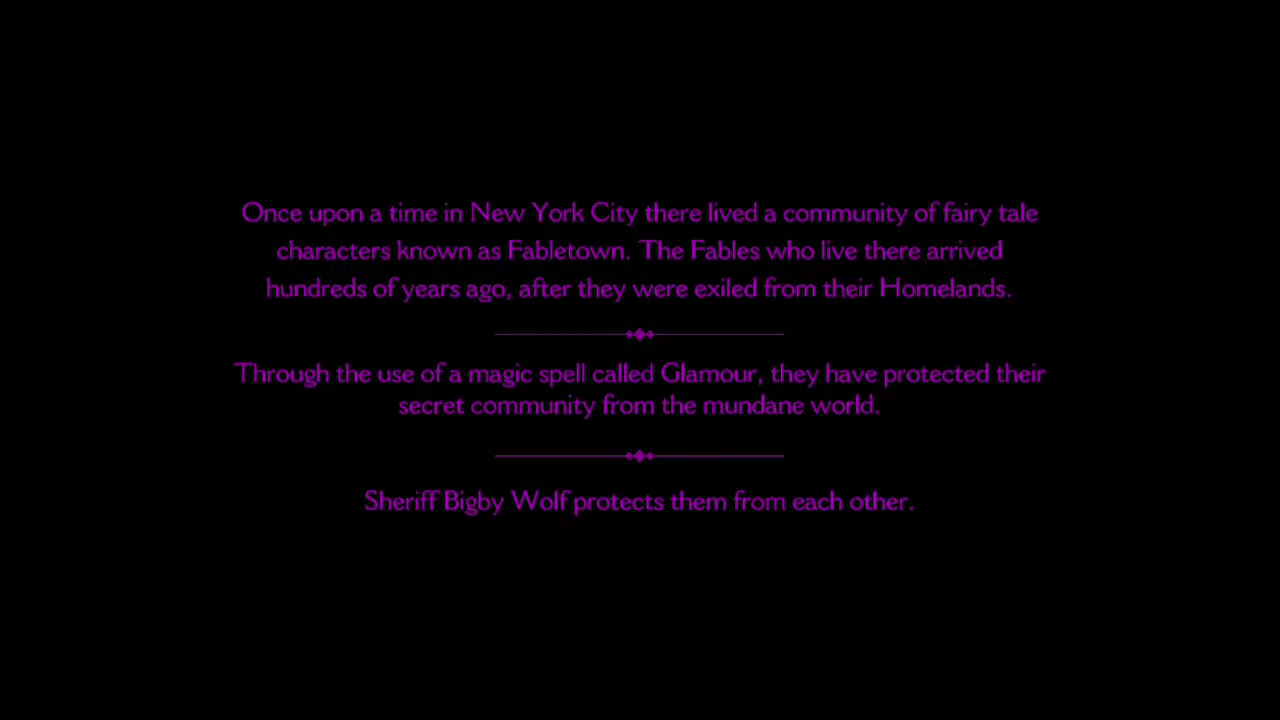 Once upon a time in New York City there lived a community of fairy tale
characters known as Fabletown. The Fables who live there arrived
hundreds of years ago, after they were exiled from their Homelands.
Through the use of a magic spell called Glamour, they have protected their
secret community from the mundane world.
Sheriff Bigby Wolf protects them from each other.